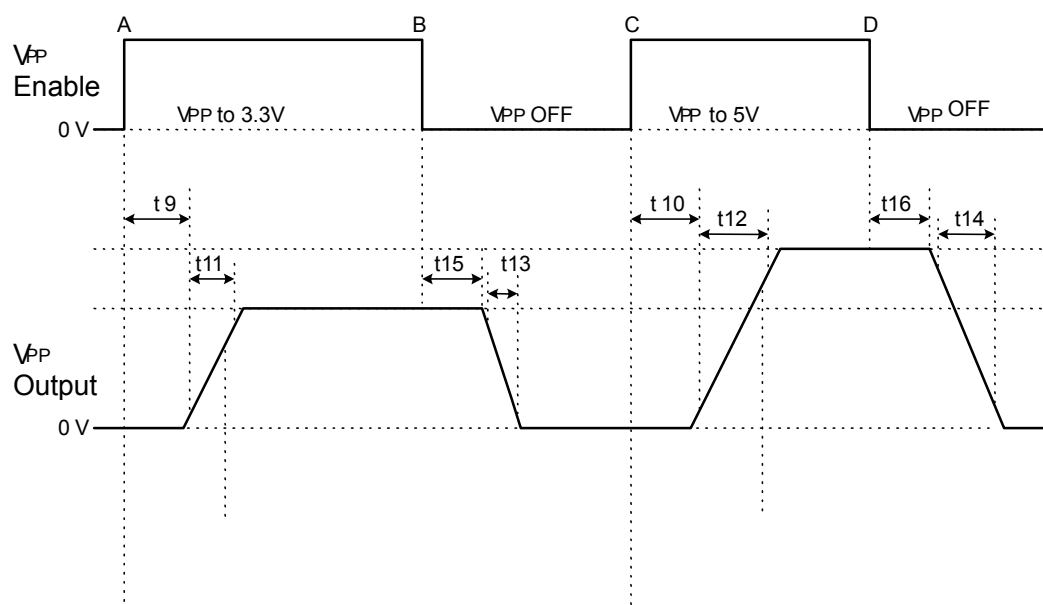 A B C D
VPP
Enable
VPP to 3.3V VPP OFF VPP to 5V VPP OFF
0 V
t 9 t 10 t12 t16 t14
t11 t15 t13
VPP
Output
0 V